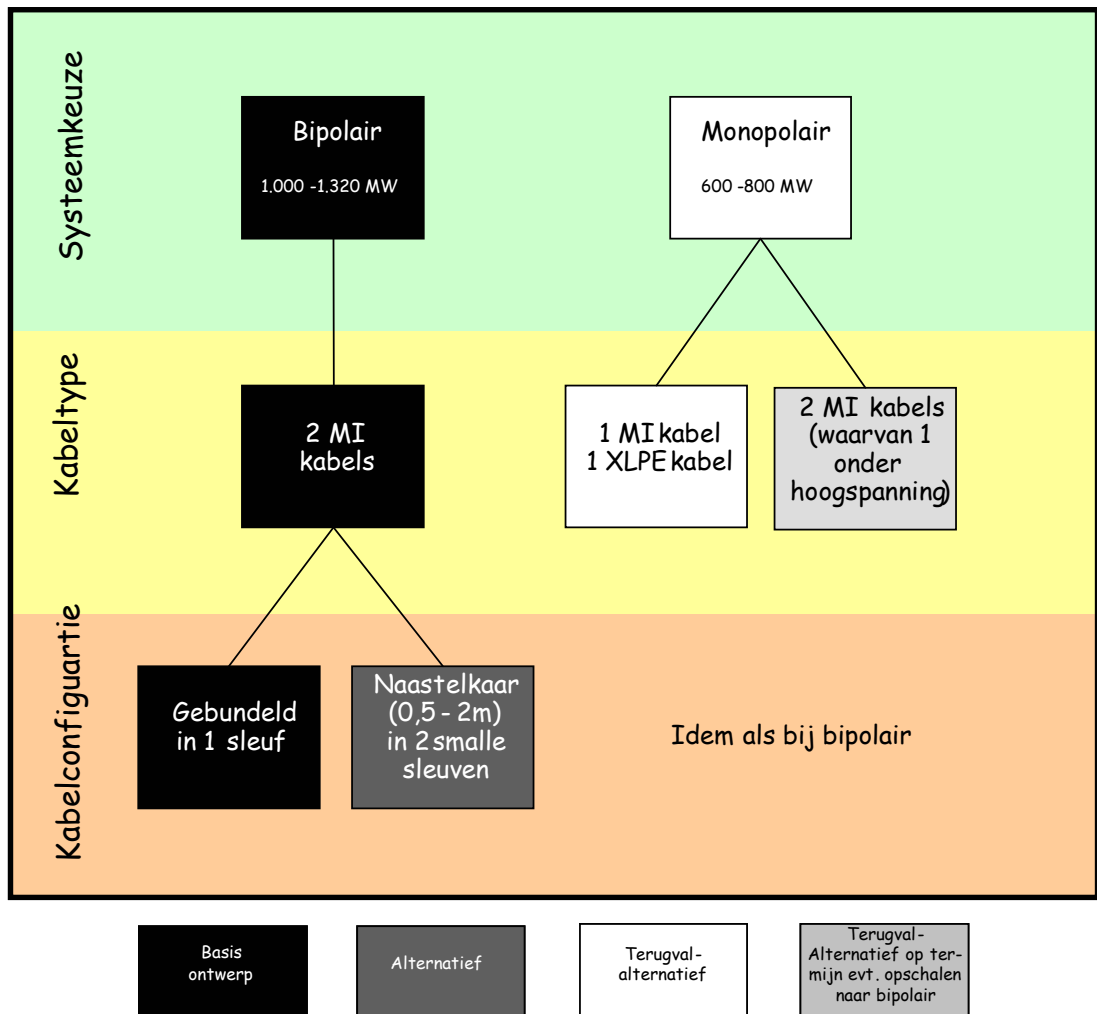 Systeemkeuze
Bipolair
1.000 -1.320 MW
Monopolair
600 -800 MW
Kabeltype
2 MI
kabels
1 MI kabel
1 XLPE kabel
2 MI kabels
(waarvan 1
onder
hoogspanning)
Kabelconfiguartie
Gebundeld
in 1 sleuf
Naastelkaar
(0,5 - 2m)
in 2 smalle
sleuven
Idem als bij bipolair
Basis
ontwerp
Alternatief
Terugval-
alternatief
Terugval-
Alternatief op ter-
mijn evt. opschalen
naar bipolair